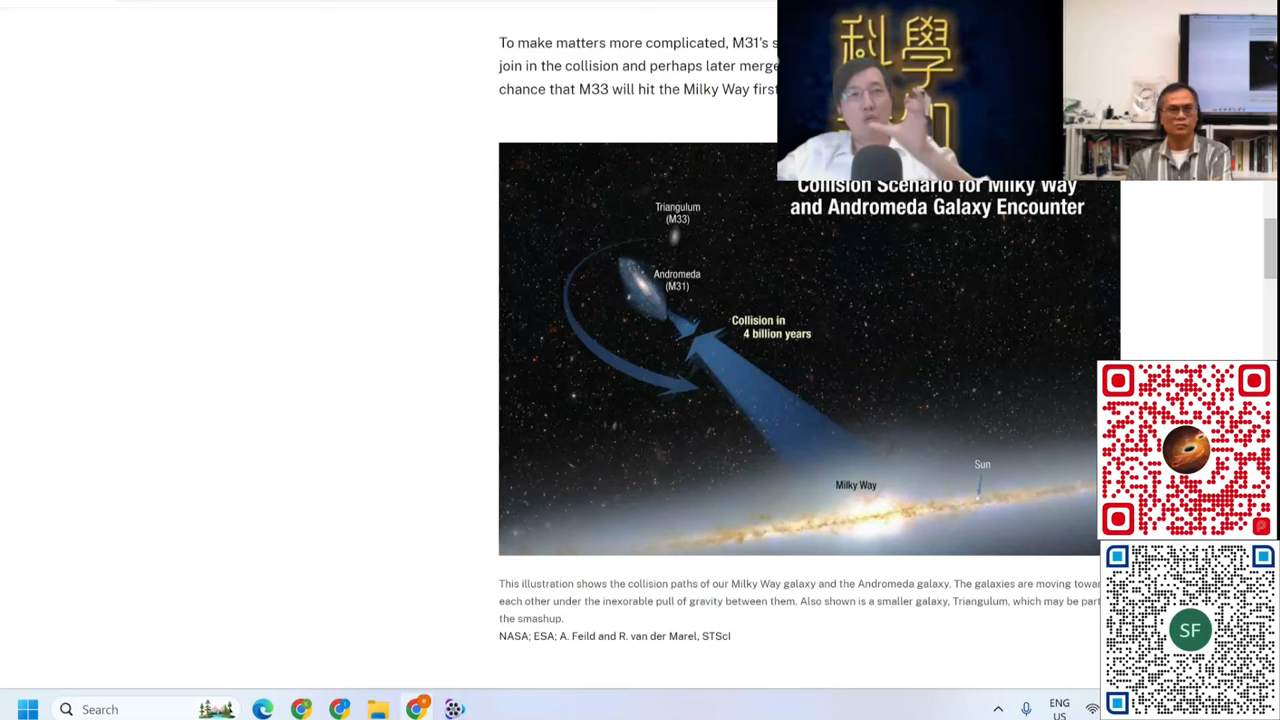 To make matters more complicated, M31's s
join in the collision and perhaps later merge
chance that M33 will hit the Milky Way first
科學
Collision Scenario for Milky Way
and Andromeda Galaxy Encounter
Triangulum
(M33)
Andromeda
(M31)
Collision in
4 billion years
Sun
Milky Way
This illustration shows the collision paths of our Milky Way galaxy and the Andromeda galaxy. The galaxies are moving towar
each other under the inexorable pull of gravity between them. Also shown is a smaller galaxy, Triangulum, which may be part
the smashup.
NASA; ESA; A. Feild and R. van der Marel, STScI
SF
Search
ENG
US